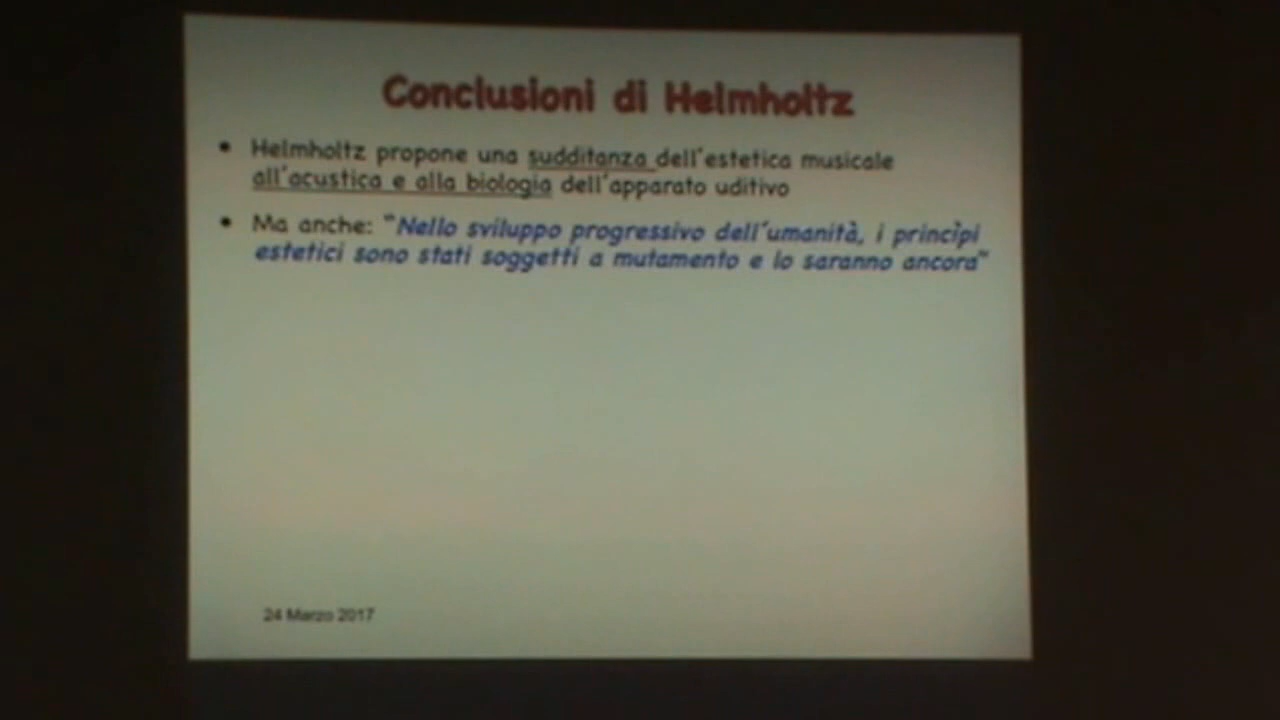 Conclusioni di Helmholtz
• Helmholtz propone una sudditanza dell'estetica musicale
all'acustica e alla biologia dell'apparato uditivo
• Ma anche: "Nello sviluppo progressivo dell'umanità, i princìpi
estetici sono stati soggetti a mutamento e lo saranno ancora"
24 Marzo 2017